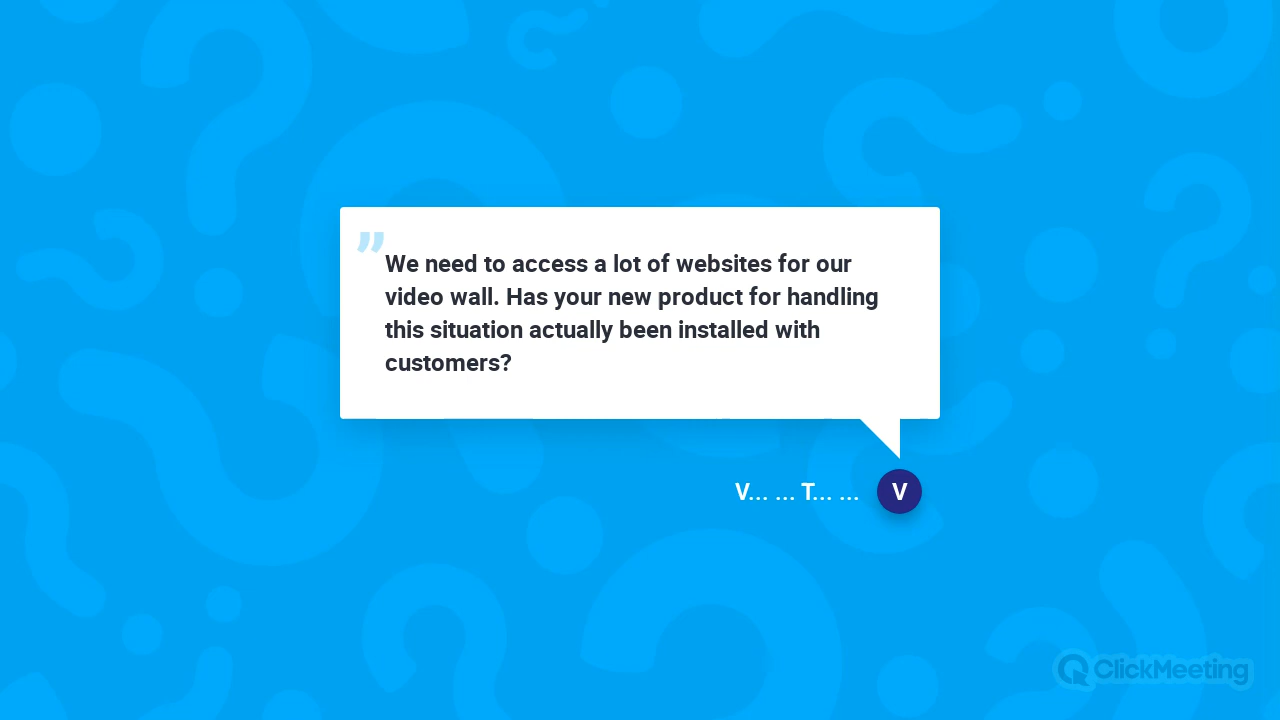 We need to access a lot of websites for our
video wall. Has your new product for handling
this situation actually been installed with
customers?
V... ... T... ...
V
ClickMeeting